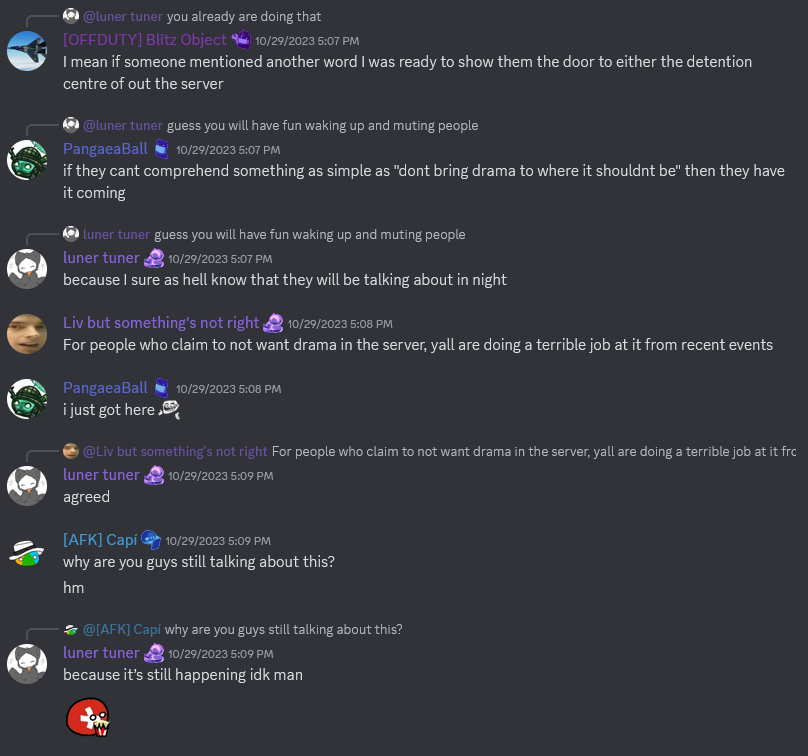 @luner tuner you already are doing that
[OFFDUTY] Blitz Object 10/29/2023 5:07 PM
I mean if someone mentioned another word I was ready to show them the door to either the detention
centre of out the server
@luner tuner guess you will have fun waking up and muting people
PangaeaBall 10/29/2023 5:07 PM
if they cant comprehend something as simple as "dont bring drama to where it shouldnt be" then they have
it coming
luner tuner guess you will have fun waking up and muting people
luner tuner 10/29/2023 5:07 PM
because I sure as hell know that they will be talking about in night
Liv but something's not right 10/29/2023 5:08 PM
For people who claim to not want drama in the server, yall are doing a terrible job at it from recent events
PangaeaBall 10/29/2023 5:08 PM
i just got here
@Liv but something's not right For people who claim to not want drama in the server, yall are doing a terrible job at it frc
luner tuner 10/29/2023 5:09 PM
agreed
[AFK] Capí 10/29/2023 5:09 PM
why are you guys still talking about this?
hm
@[AFK] Capí why are you guys still talking about this?
luner tuner 10/29/2023 5:09 PM
because it's still happening idk man